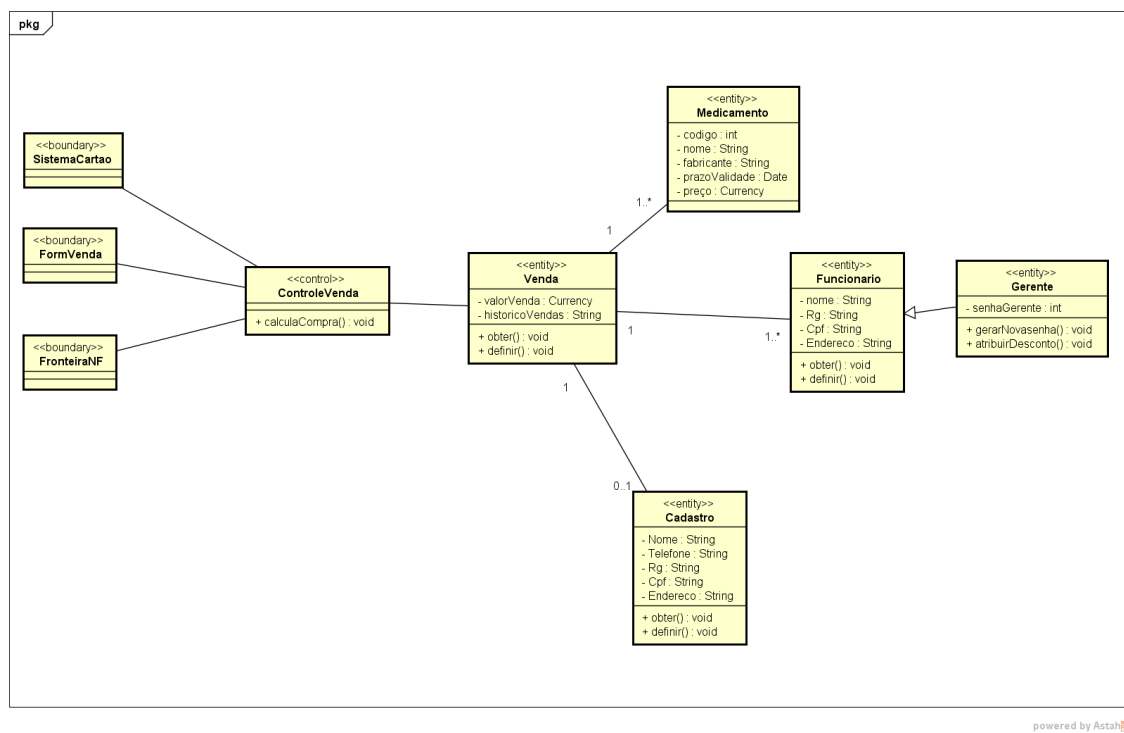 pkg
<<entity>>
Medicamento
- codigo : int
- nome : String
- fabricante : String
- prazoValidade : Date
- preço : Currency
<<boundary>>
SistemaCartao
1..*
1
<<boundary>>
FormVenda
<<control>>
ControleVenda
+ calculaCompra() : void
<<entity>>
Venda
- valorVenda : Currency
- historicoVendas : String
+ obter() : void
+ definir() : void
1
1..*
<<entity>>
Funcionario
- nome : String
- Rg : String
- Cpf : String
- Endereco : String
+ obter() : void
+ definir() : void
<<entity>>
Gerente
- senhaGerente : int
+ gerarNovasenha() : void
+ atribuirDesconto() : void
<<boundary>>
FronteiraNF
1
0..1
<<entity>>
Cadastro
- Nome : String
- Telefone : String
- Rg : String
- Cpf : String
- Endereco : String
+ obter() : void
+ definir() : void
powered by Astah